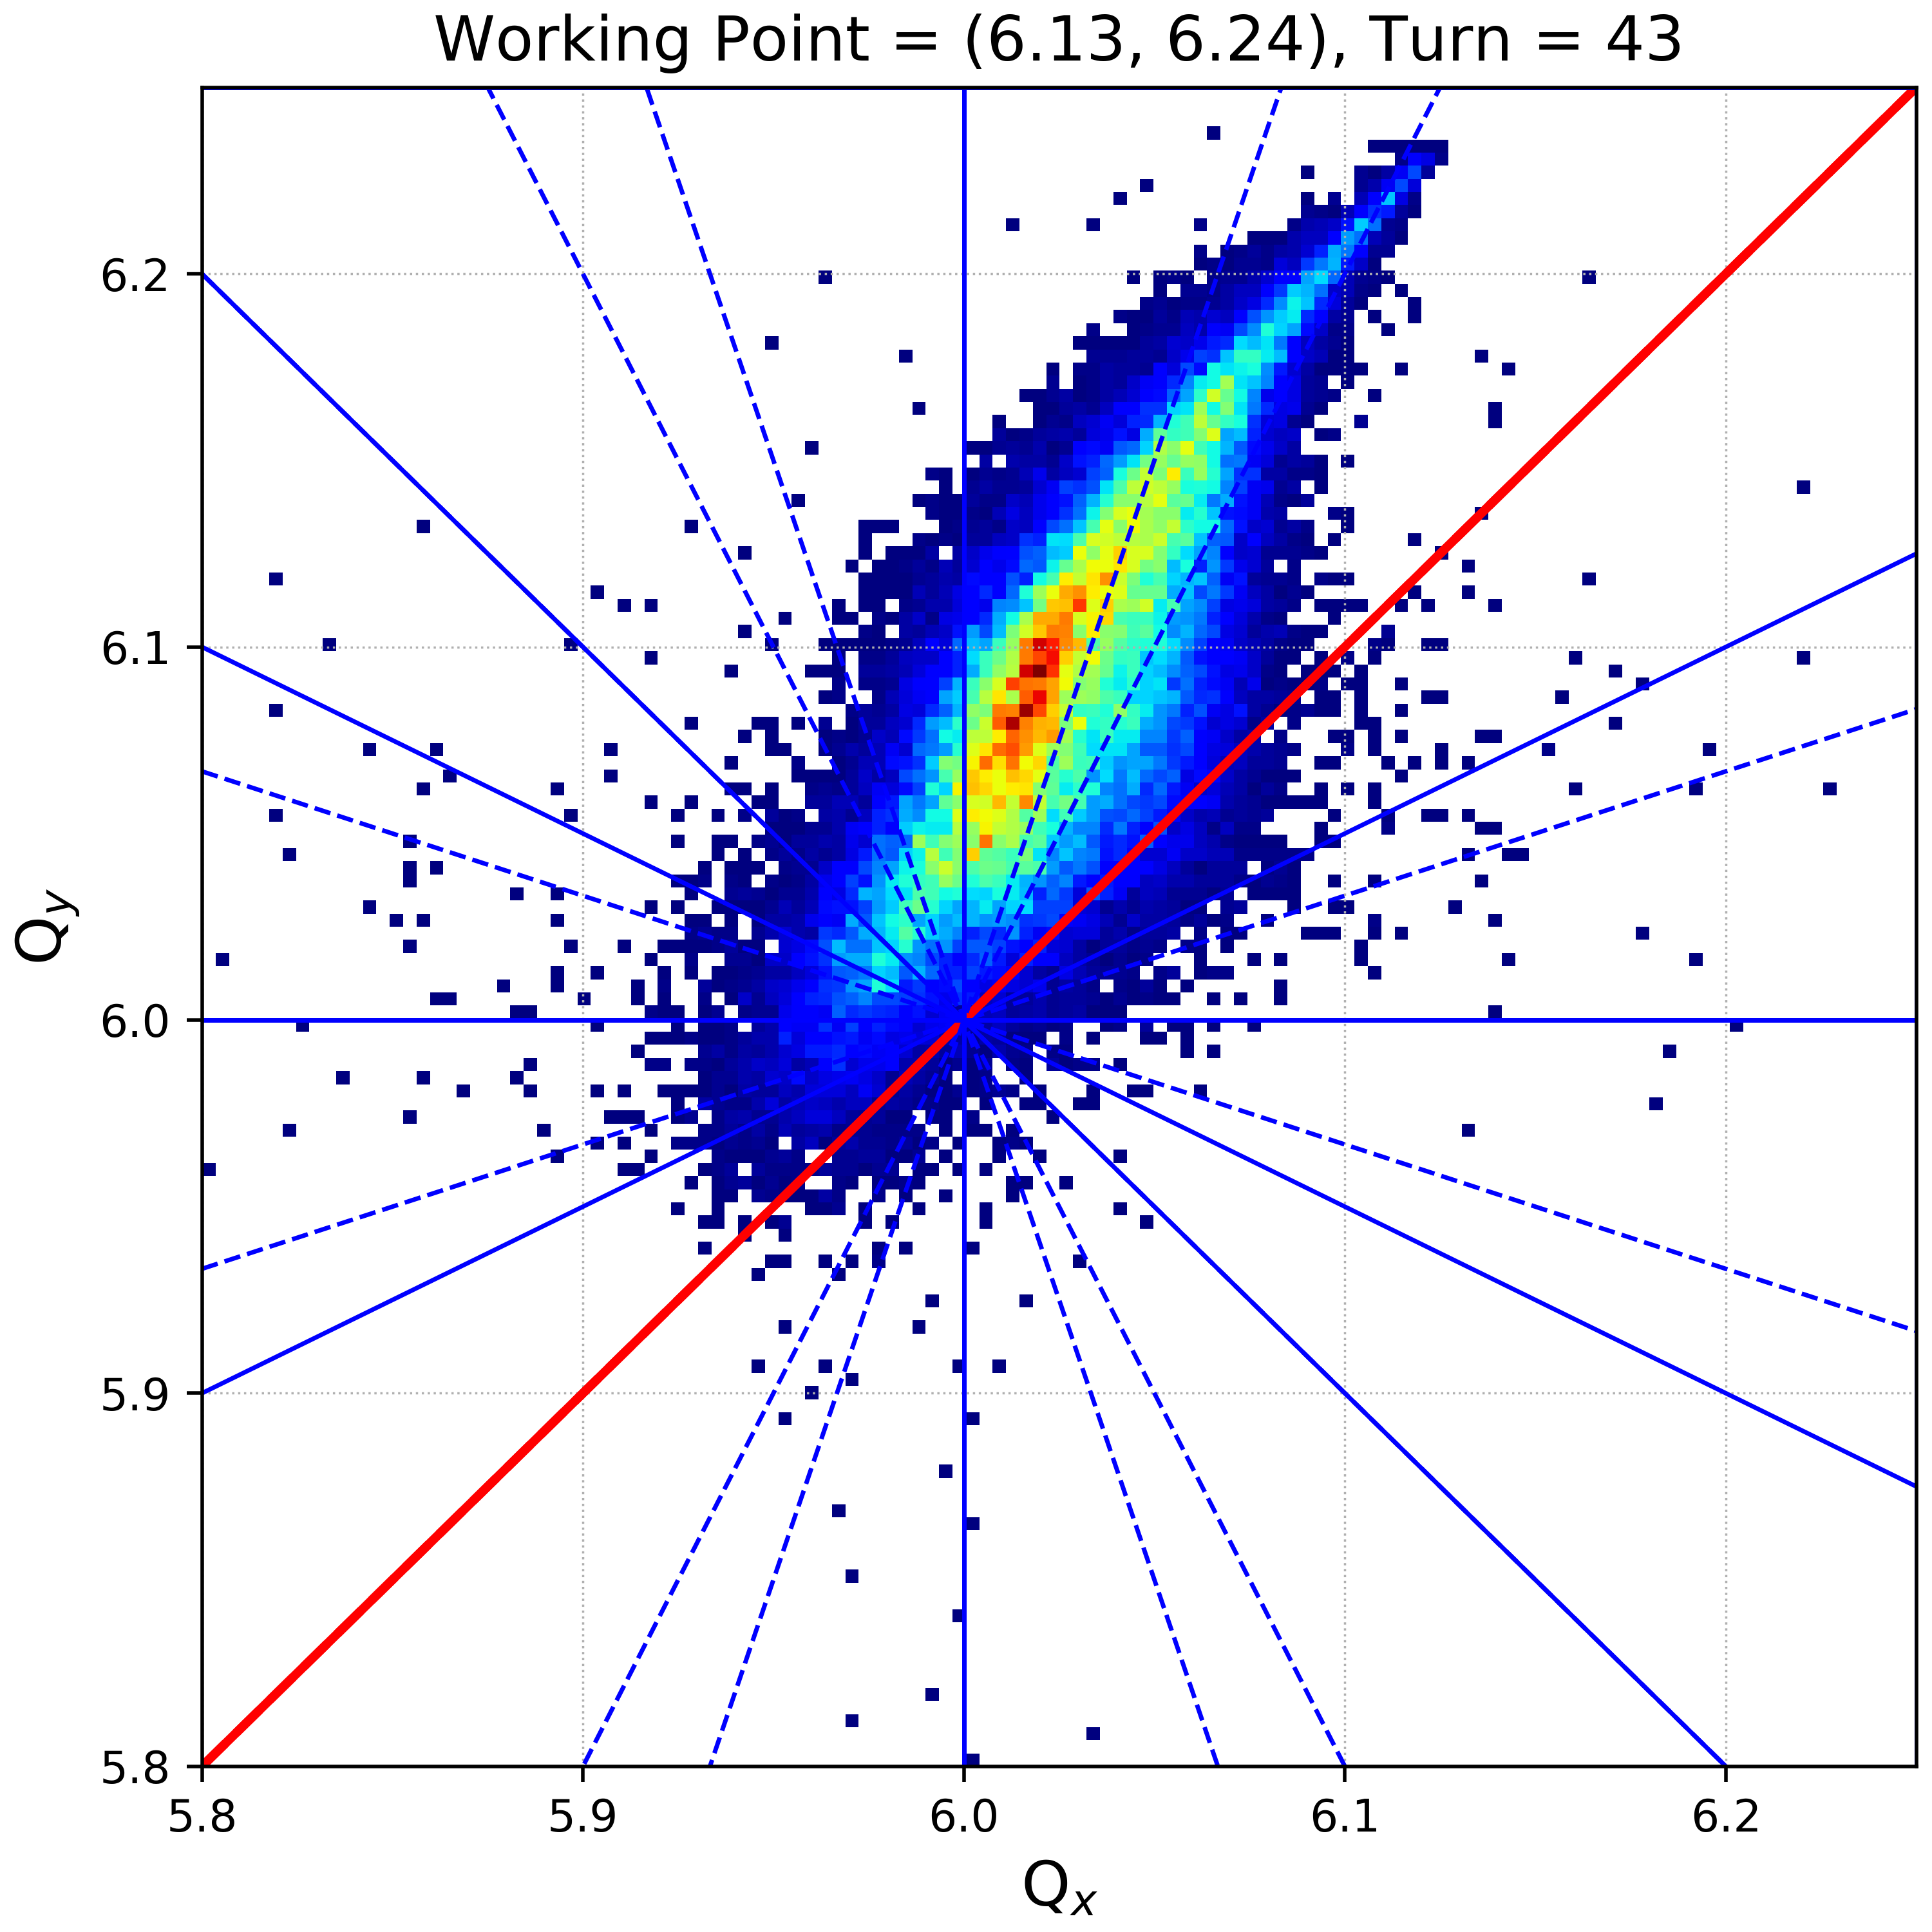 Working Point = (6.13, 6.24), Turn = 43
6.2
6.1
6.0
5.9
5.8
Qy
5.8 5.9 6.0 6.1 6.2
Qx